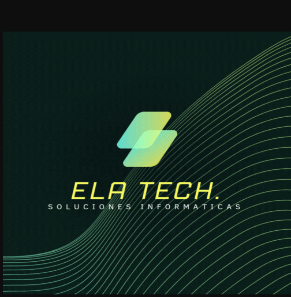 ELA TECH.
SOLUCIONES INFORMATICAS